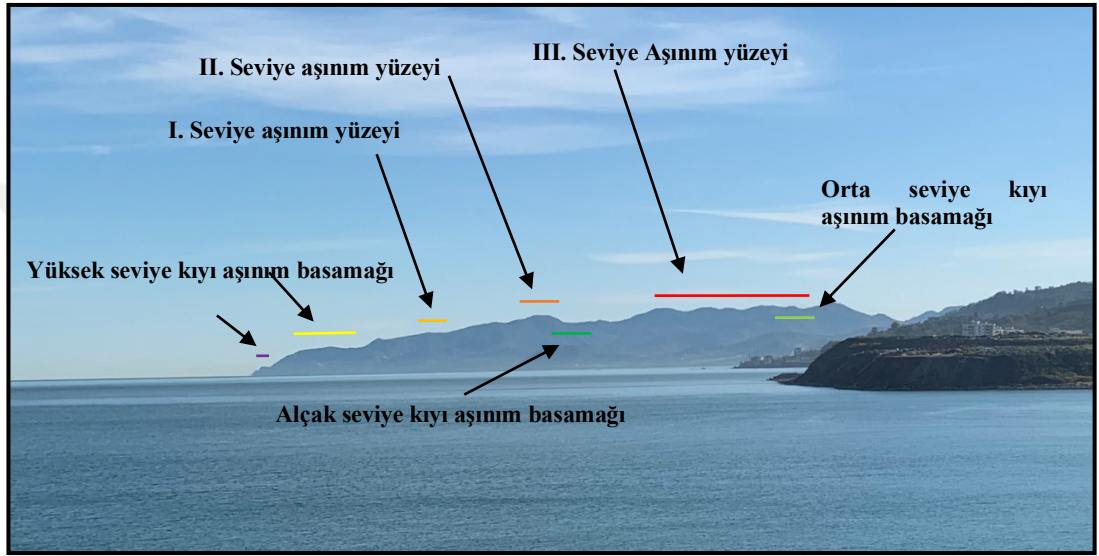 III. Seviye Aşınım yüzeyi
II. Seviye aşınım yüzeyi
I. Seviye aşınım yüzeyi
Orta seviye kıyı
aşınım basamağı
Yüksek seviye kıyı aşınım basamağı
Alçak seviye kıyı aşınım basamağı